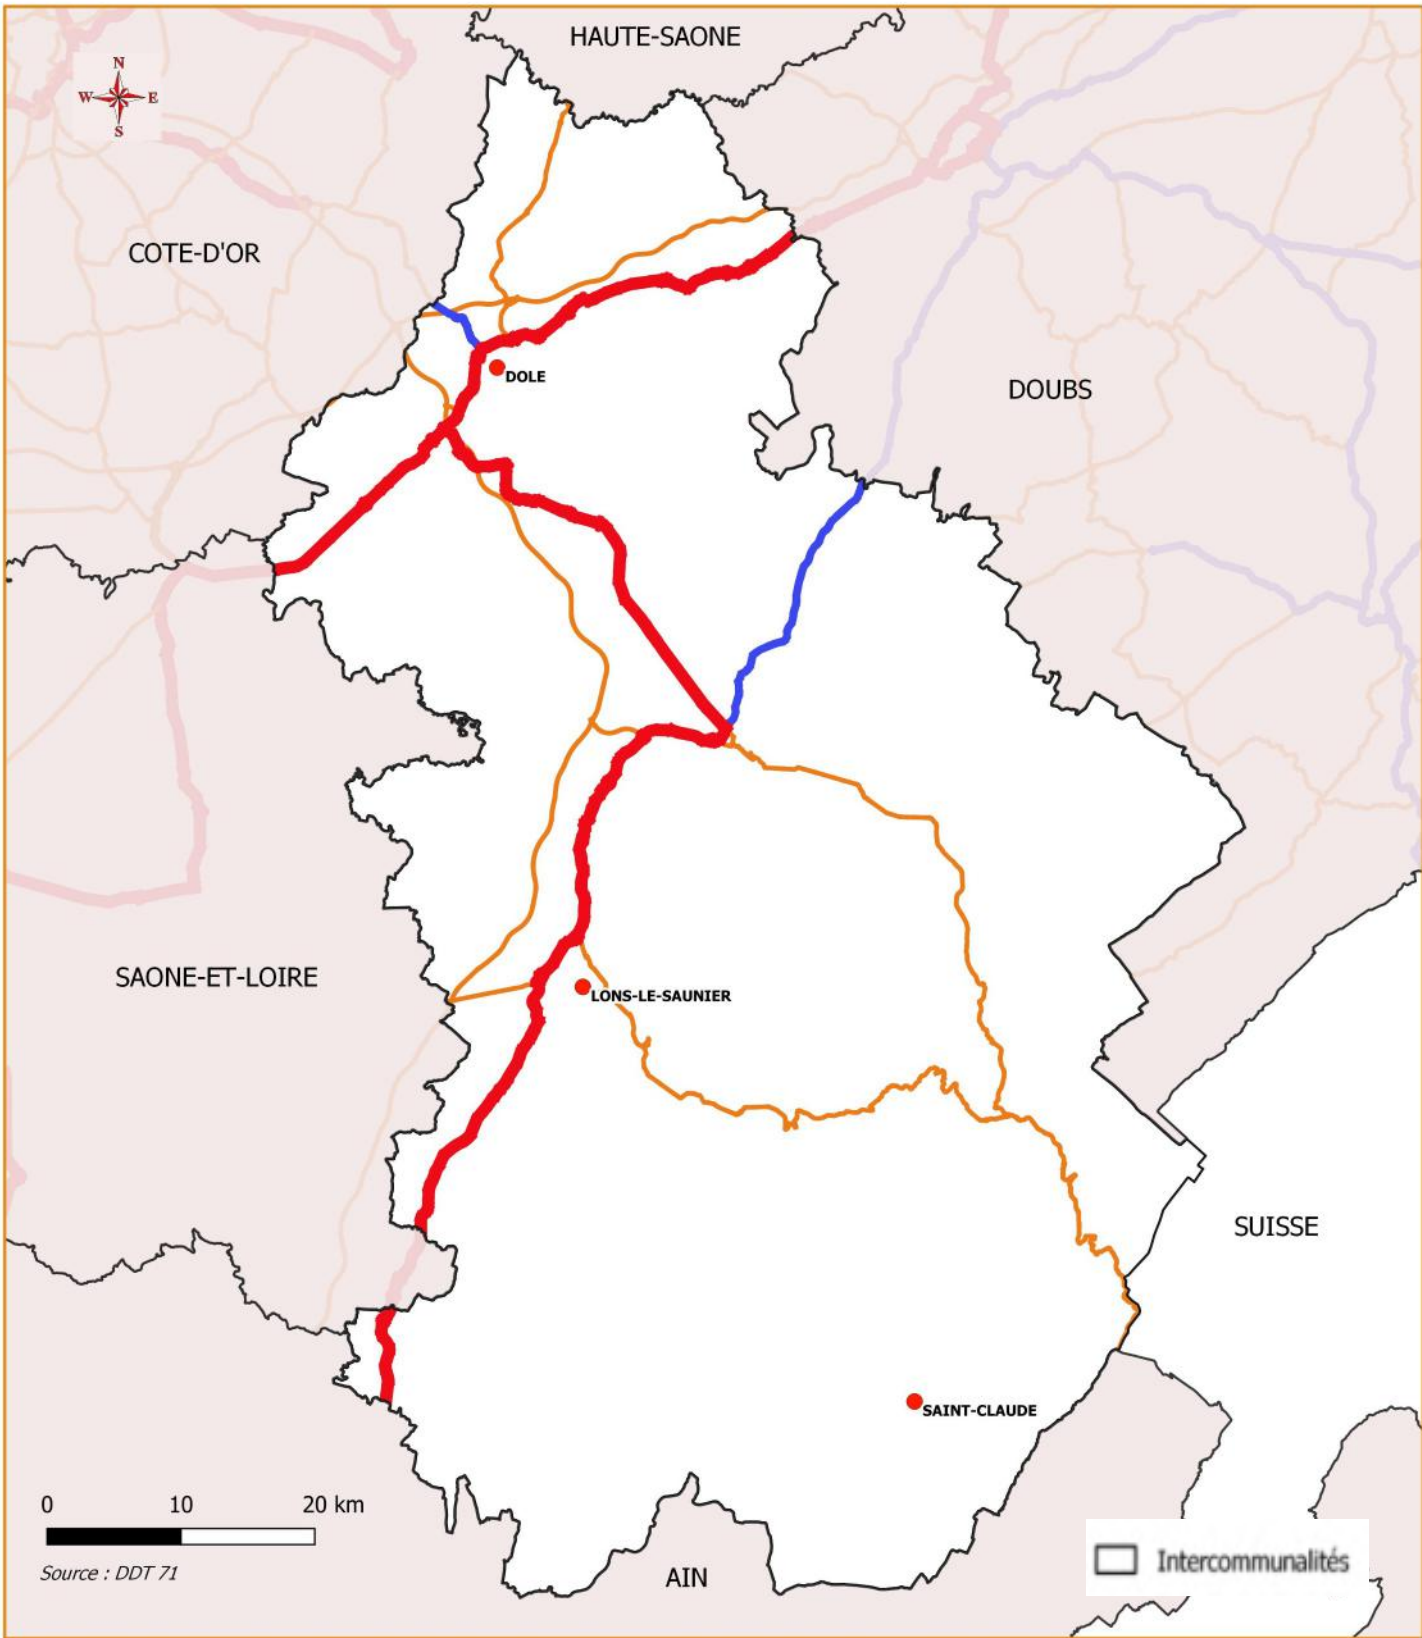 HAUTE-SAONE
N
W E
S
COTE-D'OR
DOLE
DOUBS
SAONE-ET-LOIRE
LONS-LE-SAUNIER
SUISSE
SAINT-CLAUDE
0 10 20 km
Source : DDT 71
AIN
Intercommunalités